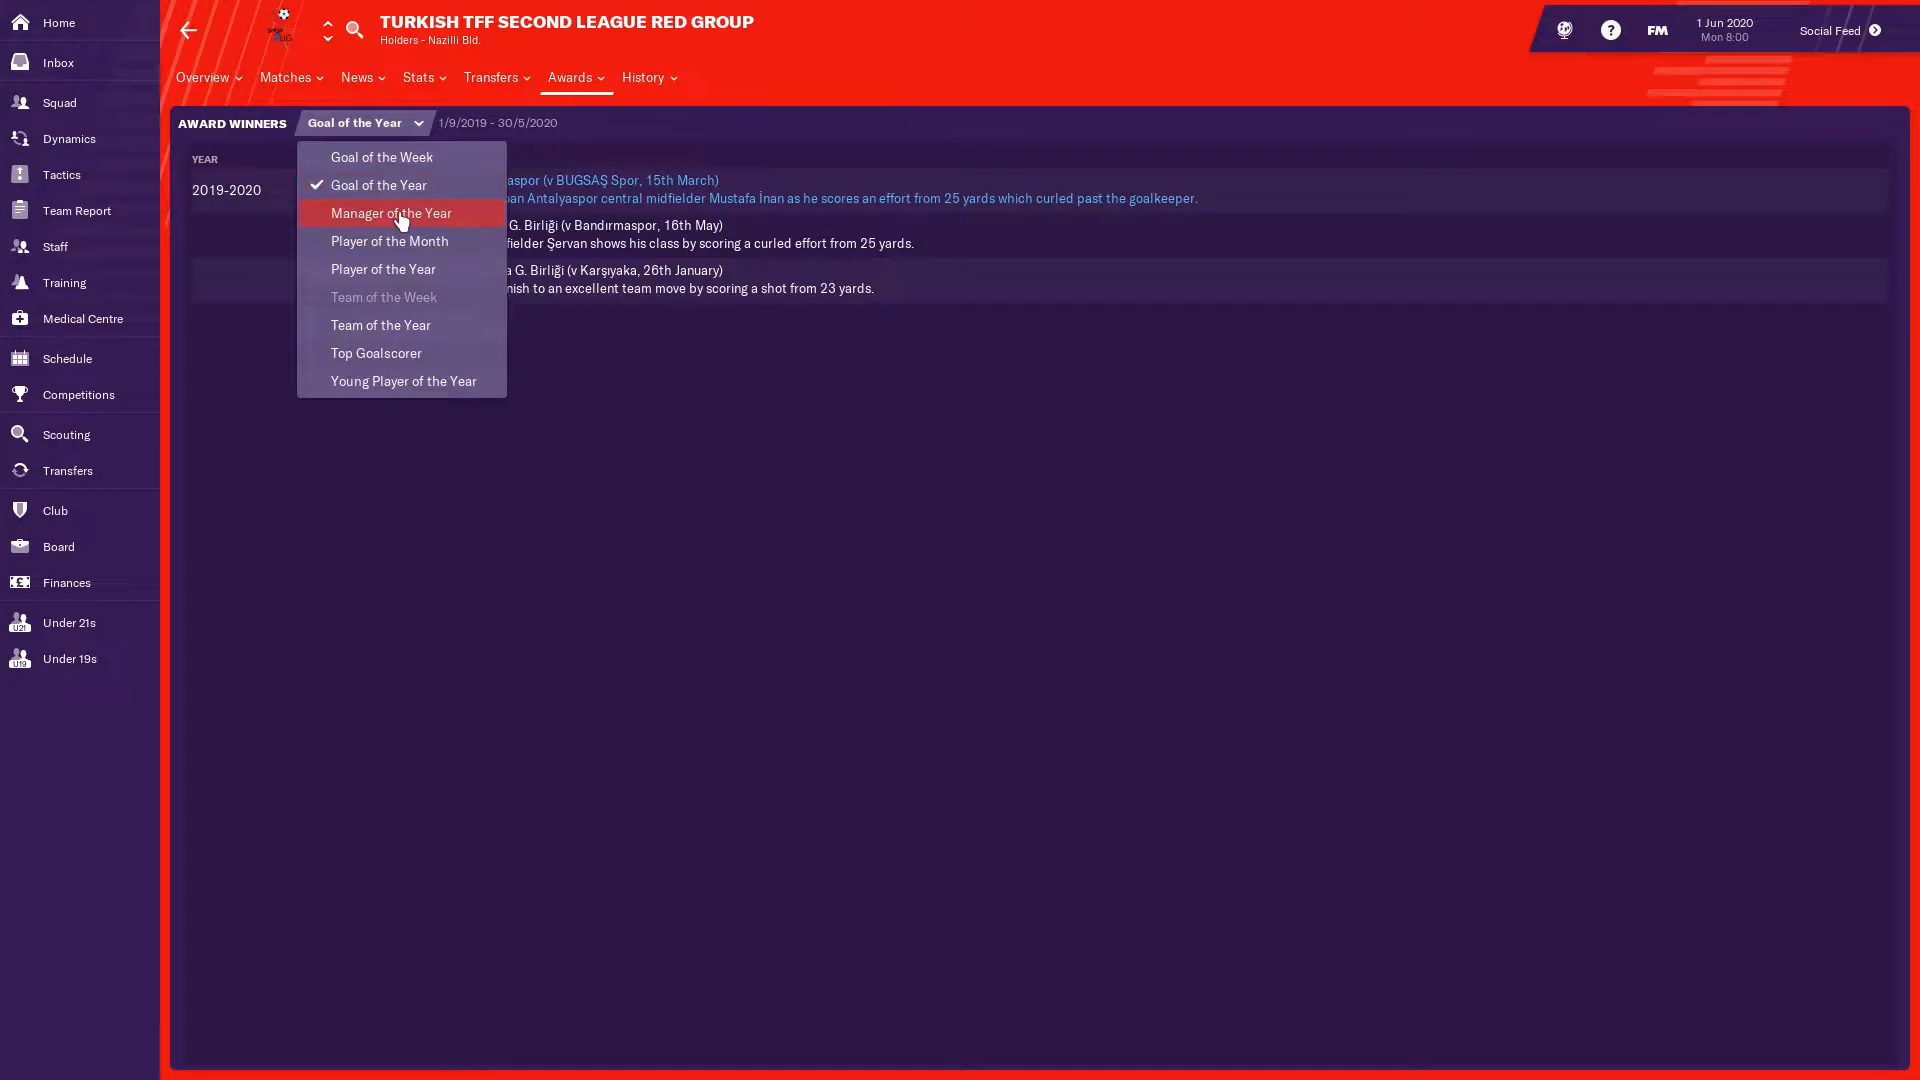 Home
Inbox
Squad
Dynamics
Tactics
Team Report
Staff
Training
Medical Centre
Schedule
Competitions
Scouting
Transfers
Club
Board
Finances
U21
Under 21s
U19
Under 19s
TURKISH TFF SECOND LEAGUE RED GROUP
Holders - Nazilli Bld.
?
FM
1 Jun 2020
Mon 8:00
Social Feed
Overview
Matches
News
Stats
Transfers
Awards
History
AWARD WINNERS
Goal of the Year
1/9/2019 - 30/5/2020
YEAR
2019-2020
Goal of the Week
Goal of the Year
Manager of the Year
Player of the Month
Player of the Year
Team of the Week
Team of the Year
Top Goalscorer
Young Player of the Year
(v BUGSAŞ Spor, 15th March)
Antalyaspor central midfielder Mustafa İnan as he scores an effort from 25 yards which curled past the goalkeeper.
G. Birliği (v Bandırmaspor, 16th May)
Şervan shows his class by scoring a curled effort from 25 yards.
G. Birliği (v Karşıyaka, 26th January)
to an excellent team move by scoring a shot from 23 yards.